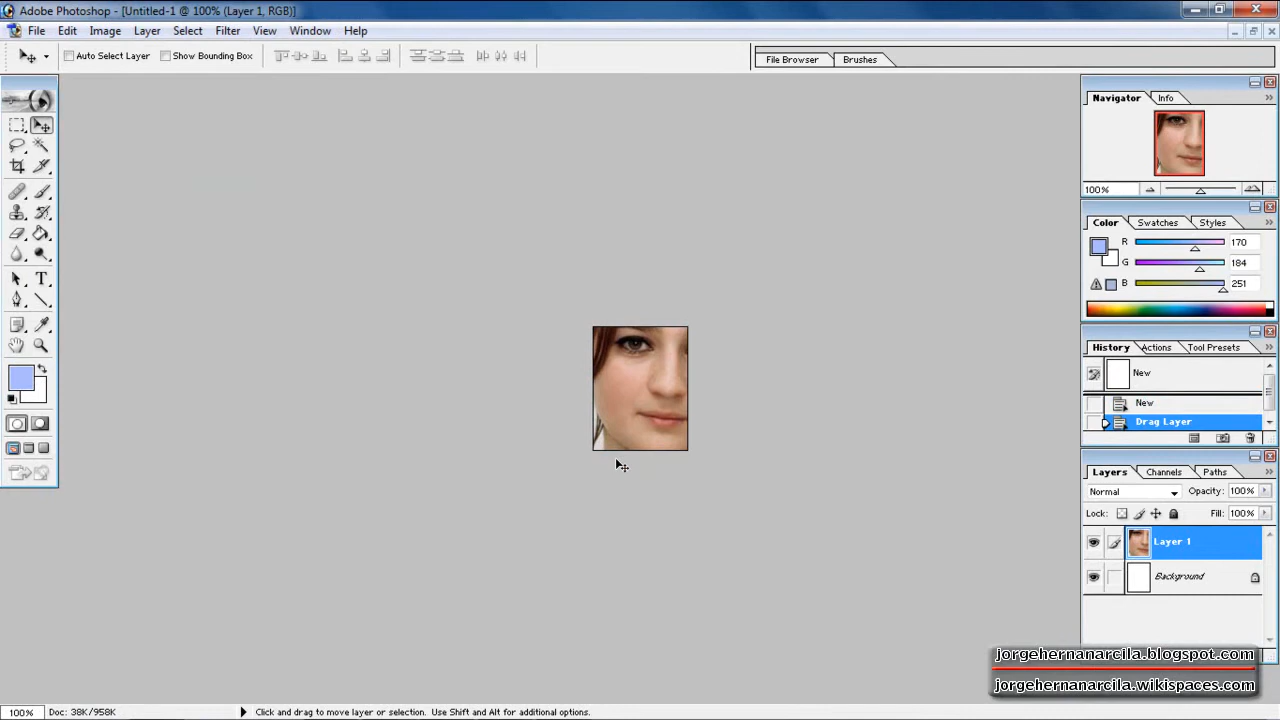 Adobe Photoshop - [Untitled-1 @ 100% (Layer 1, RGB)]
File Edit Image Layer Select Filter View Window Help
Auto Select Layer Show Bounding Box
File Browser Brushes
Navigator Info
100%
Color Swatches Styles
R 170
G 184
B 251
History Actions Tool Presets
New
New
Drag Layer
Layers Channels Paths
Normal Opacity: 100%
Lock: Fill: 100%
Layer 1
Background
jorgehernanarcila.blogspot.com
jorgehernanarcila.wikispaces.com
100% Doc: 38K/958K Click and drag to move layer or selection. Use Shift and Alt for additional options.